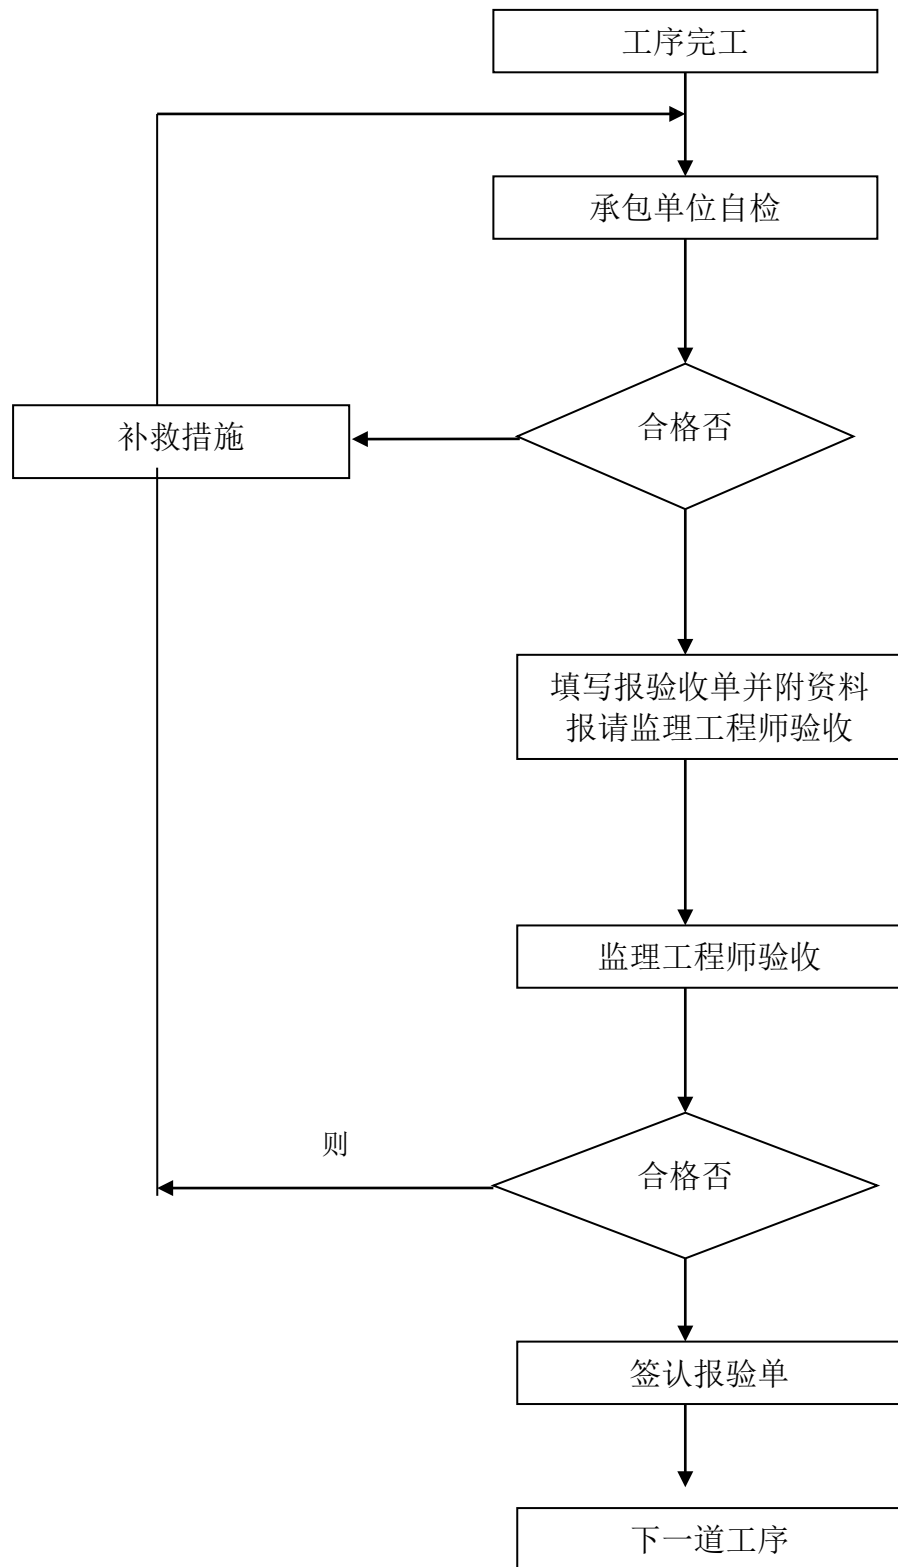 工序完工
承包单位自检
合格否
补救措施
填写报验收单并附资料
报请监理工程师验收
监理工程师验收
则
合格否
签认报验单
下一道工序